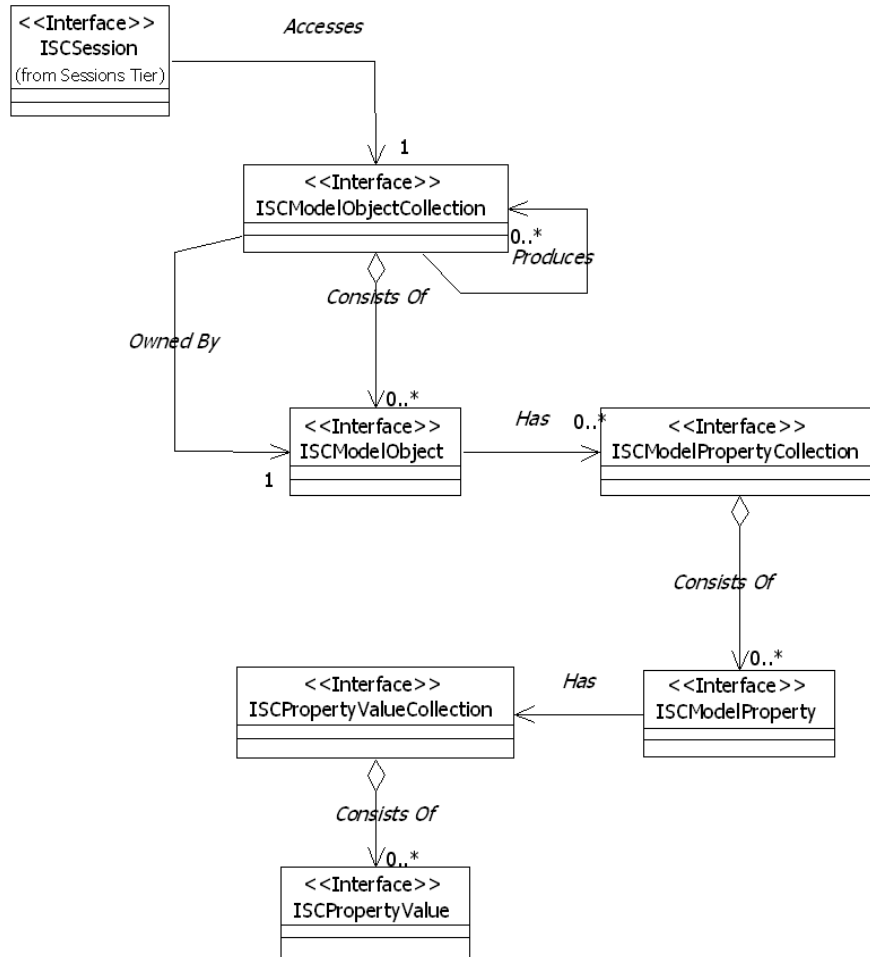 <<Interface>>
ISCSession
(from Sessions Tier)
Accesses
1
<<Interface>>
ISCModelObjectCollection
0..*
Produces
Consists Of
Owned By
0..*
<<Interface>>
ISCModelObject
1
Has
0..*
<<Interface>>
ISCModelPropertyCollection
Consists Of
0..*
<<Interface>>
ISCModelProperty
Has
<<Interface>>
ISCPropertyValueCollection
Consists Of
0..*
<<Interface>>
ISCPropertyValue